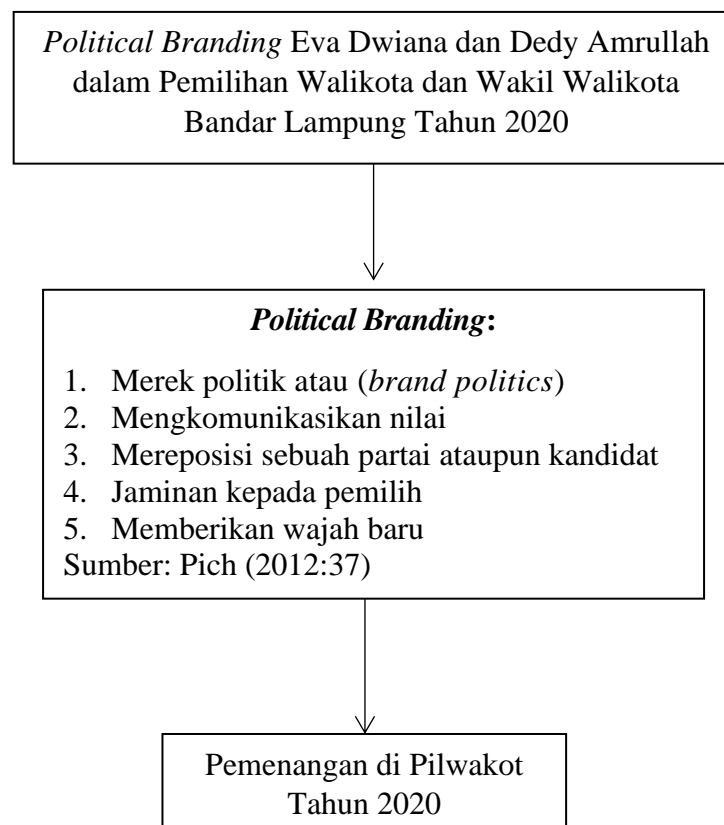 Political Branding Eva Dwiana dan Dedy Amrullah
dalam Pemilihan Walikota dan Wakil Walikota
Bandar Lampung Tahun 2020
Political Branding:
1. Merek politik atau (brand politics)
2. Mengkomunikasikan nilai
3. Mereposisi sebuah partai ataupun kandidat
4. Jaminan kepada pemilih
5. Memberikan wajah baru
Sumber: Pich (2012:37)
Pemenangan di Pilwakot
Tahun 2020